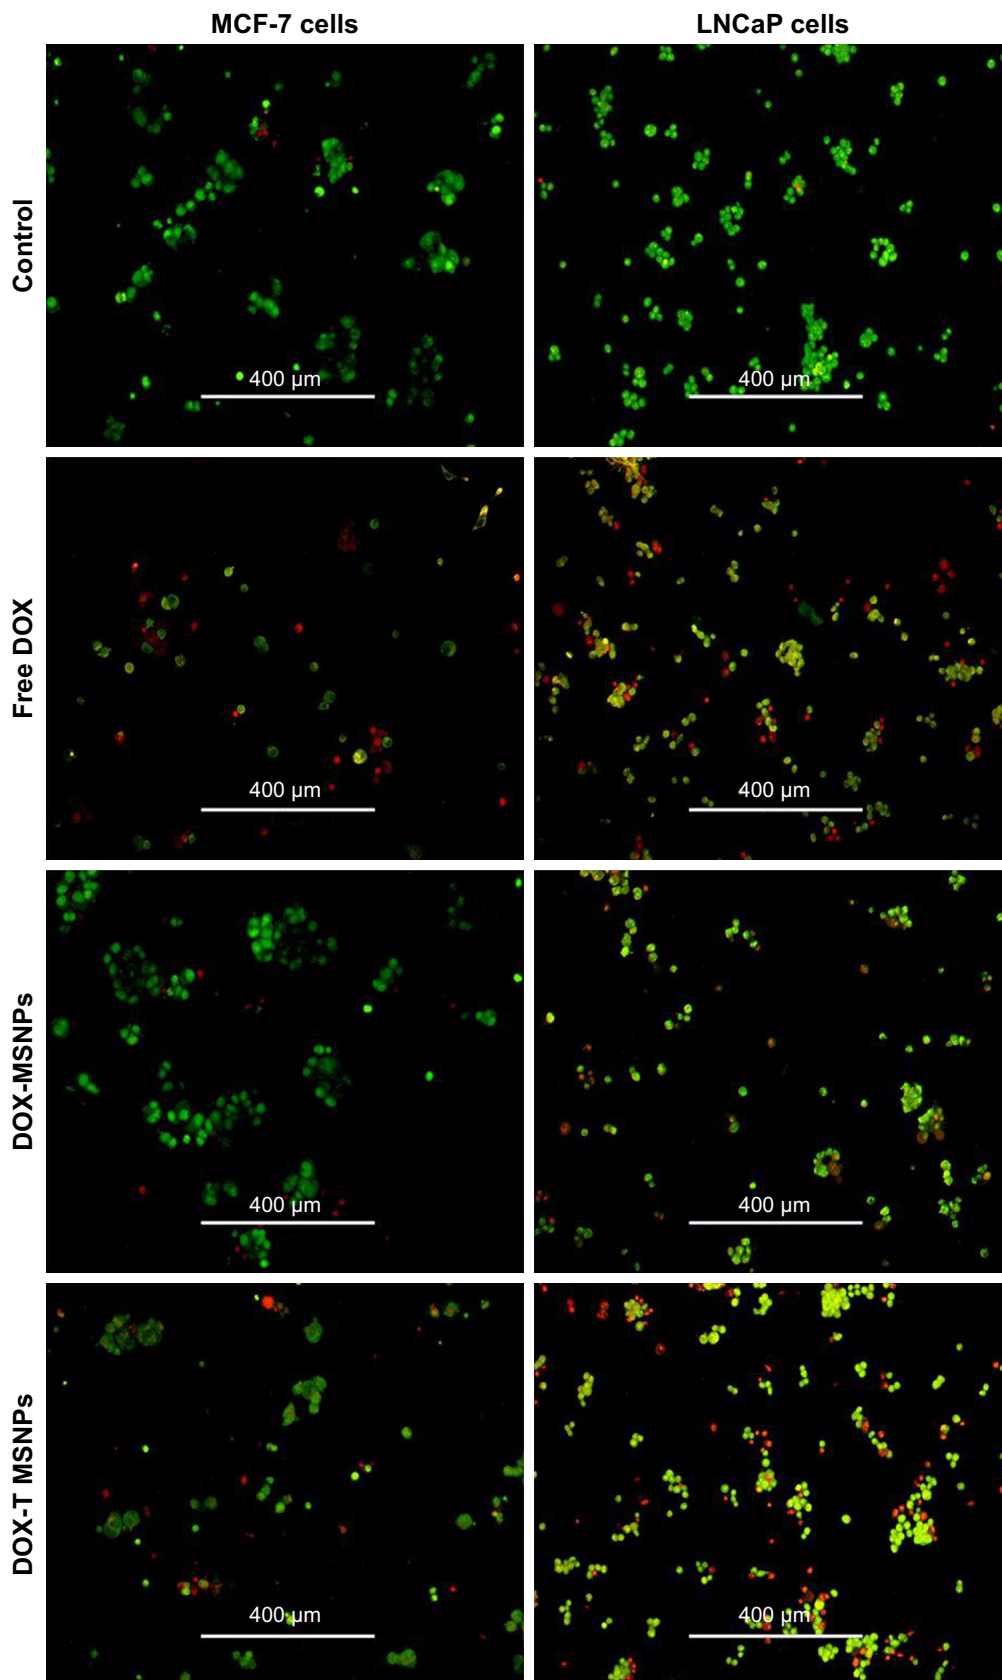 MCF-7 cells
LNCaP cells
Control
400 µm
400 µm
Free DOX
400 µm
400 µm
DOX-MSNPs
400 µm
400 µm
DOX-T MSNPs
400 µm
400 µm